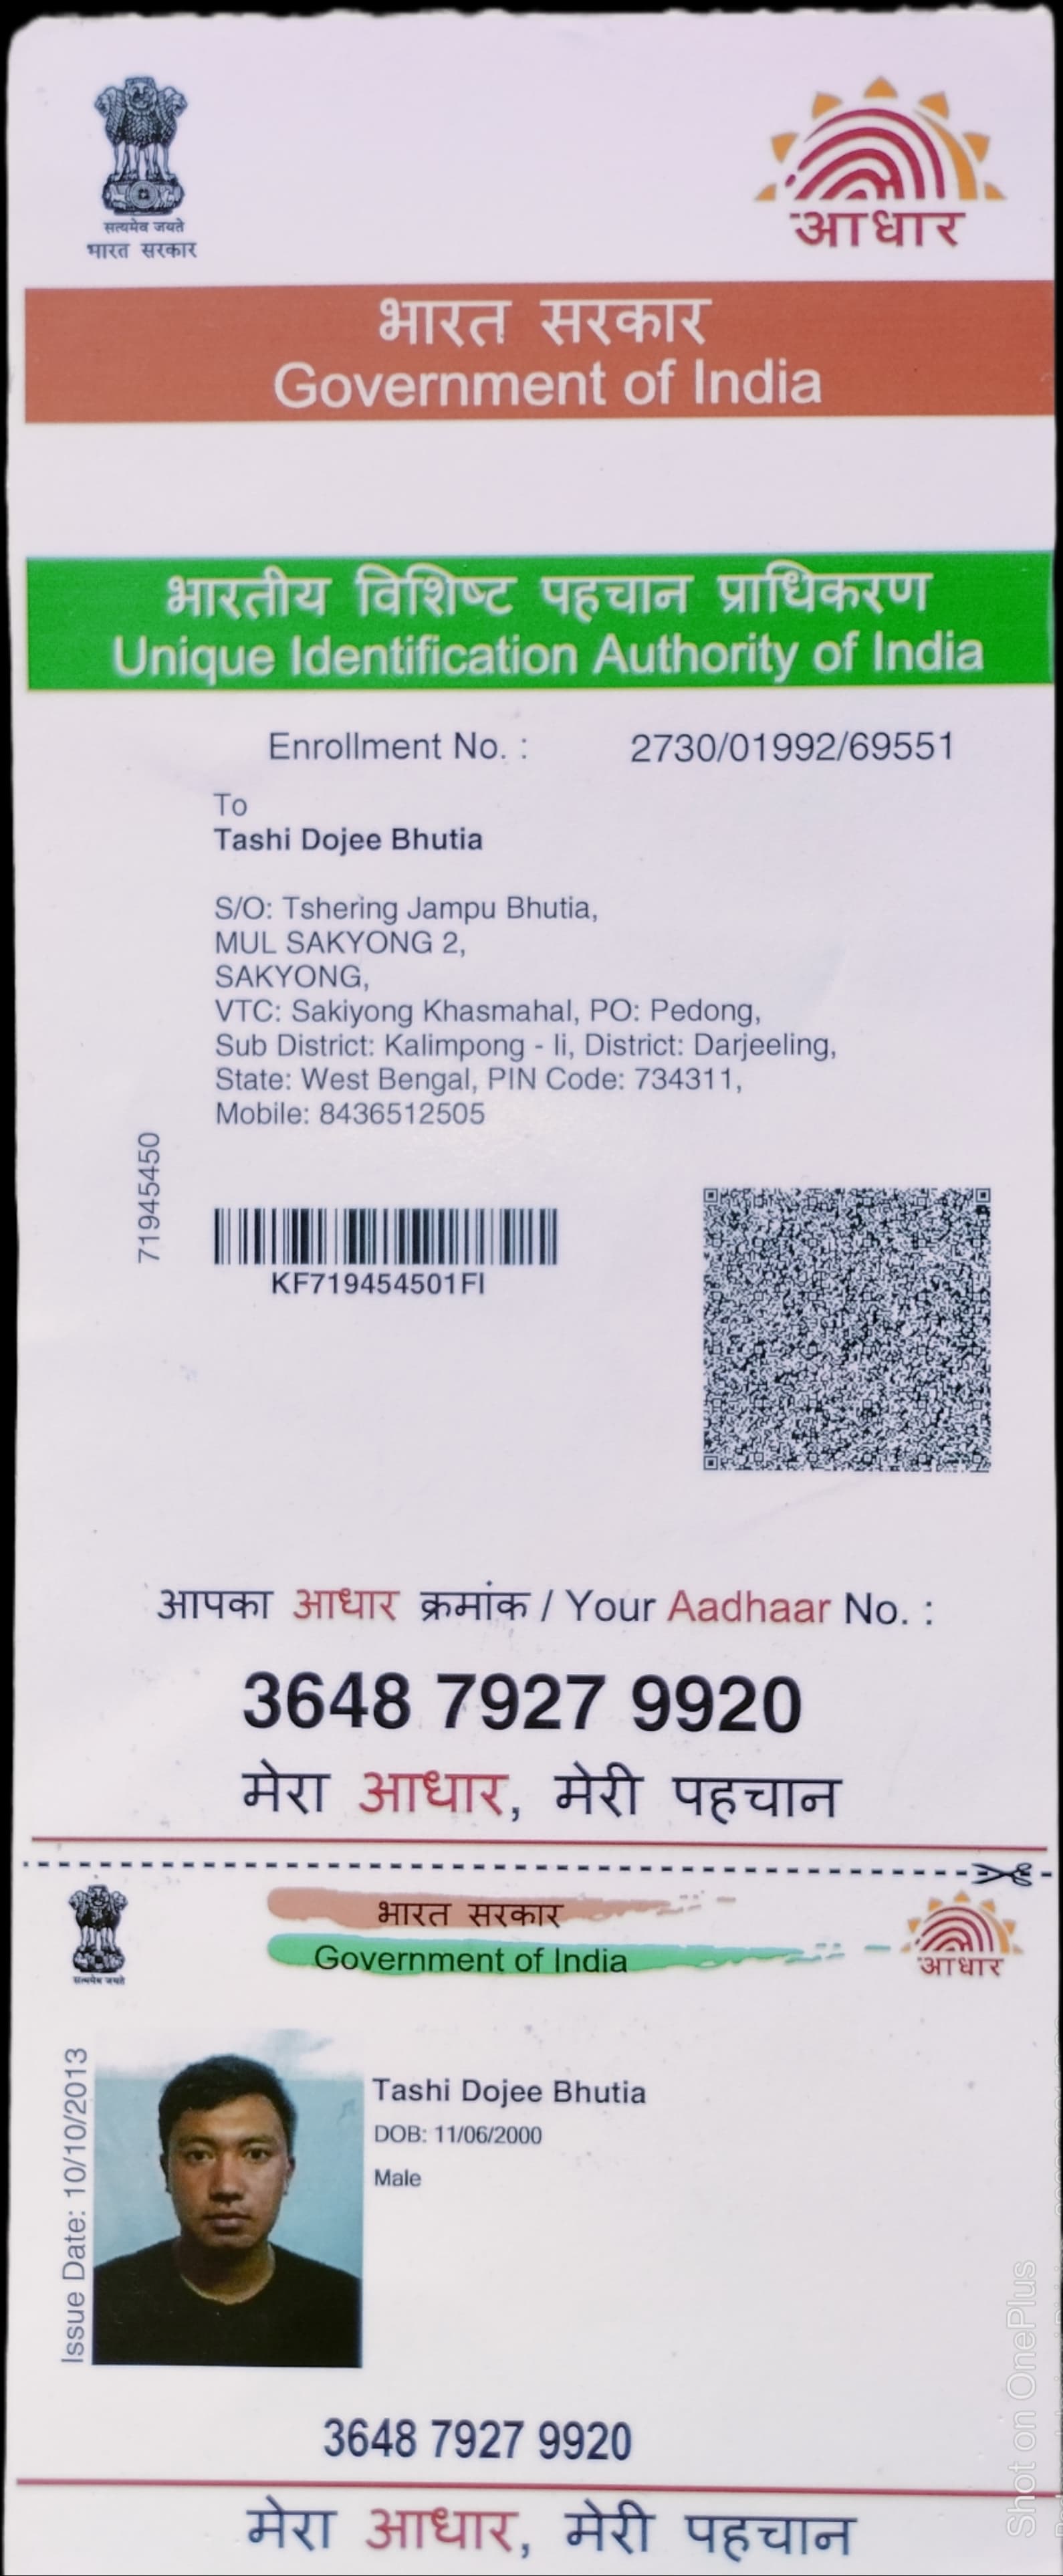 सत्यमेव जयते
भारत सरकार
आधार
भारत सरकार
Government of India
भारतीय विशिष्ट पहचान प्राधिकरण
Unique Identification Authority of India
Enrollment No. : 2730/01992/69551
To
Tashi Dojee Bhutia
S/O: Tshering Jampu Bhutia,
MUL SAKYONG 2,
SAKYONG,
VTC: Sakiyong Khasmahal, PO: Pedong,
Sub District: Kalimpong - Ii, District: Darjeeling,
State: West Bengal, PIN Code: 734311,
Mobile: 8436512505
71945450
KF719454501FI
आपका आधार क्रमांक / Your Aadhaar No. :
3648 7927 9920
मेरा आधार, मेरी पहचान
सत्यमेव जयते
भारत सरकार
Government of India
आधार
Issue Date: 10/10/2013
Tashi Dojee Bhutia
DOB: 11/06/2000
Male
3648 7927 9920
मेरा आधार, मेरी पहचान
Shot on OnePlus